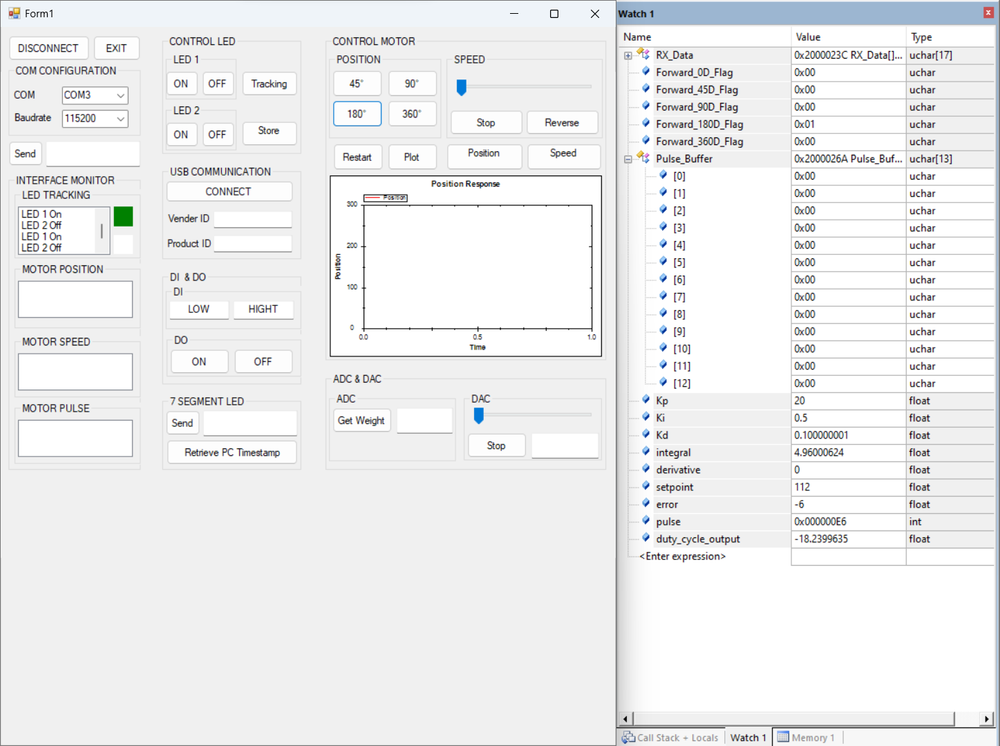 Form1
DISCONNECT
EXIT
COM CONFIGURATION
COM
COM3
Baudrate
115200
Send
INTERFACE MONITOR
LED TRACKING
LED 1 On
LED 2 Off
LED 1 On
LED 2 Off
MOTOR POSITION
MOTOR SPEED
MOTOR PULSE
CONTROL LED
LED 1
ON
OFF
Tracking
LED 2
ON
OFF
Store
USB COMMUNICATION
CONNECT
Vender ID
Product ID
DI & DO
DI
LOW
HIGHT
DO
ON
OFF
7 SEGMENT LED
Send
Retrieve PC Timestamp
CONTROL MOTOR
POSITION
45°
90°
180°
360°
SPEED
Stop
Reverse
Restart
Plot
Position
Speed
Position Response
Position
300
200
100
0
Position
0.0
0.5
1.0
Time
ADC & DAC
ADC
Get Weight
DAC
Stop
Watch 1
Name Value Type
RX_Data 0x2000023C RX_Data[]... uchar[17]
Forward_0D_Flag 0x00 uchar
Forward_45D_Flag 0x00 uchar
Forward_90D_Flag 0x00 uchar
Forward_180D_Flag 0x01 uchar
Forward_360D_Flag 0x00 uchar
Pulse_Buffer 0x2000026A Pulse_Buf... uchar[13]
[0] 0x00 uchar
[1] 0x00 uchar
[2] 0x00 uchar
[3] 0x00 uchar
[4] 0x00 uchar
[5] 0x00 uchar
[6] 0x00 uchar
[7] 0x00 uchar
[8] 0x00 uchar
[9] 0x00 uchar
[10] 0x00 uchar
[11] 0x00 uchar
[12] 0x00 uchar
Kp 20 float
Ki 0.5 float
Kd 0.100000001 float
integral 4.96000624 float
derivative 0 float
setpoint 112 float
error -6 float
pulse 0x000000E6 int
duty_cycle_output -18.2399635 float
<Enter expression>
Call Stack + Locals
Watch 1
Memory 1